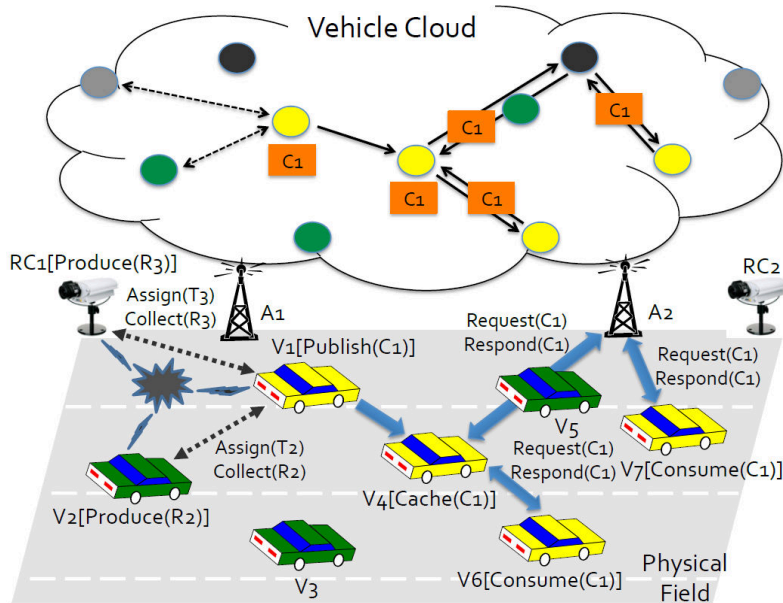 Vehicle Cloud
C1
C1
C1
C1
C1
RC1[Produce(R3)]
RC2
Assign(T3)
Collect(R3)
A1
A2
V1[Publish(C1)]
Request(C1)
Respond(C1)
Request(C1)
Respond(C1)
V5
Assign(T2)
Collect(R2)
Request(C1)
Respond(C1)
V7[Consume(C1)]
V4[Cache(C1)]
V2[Produce(R2)]
V3
V6[Consume(C1)]
Physical
Field